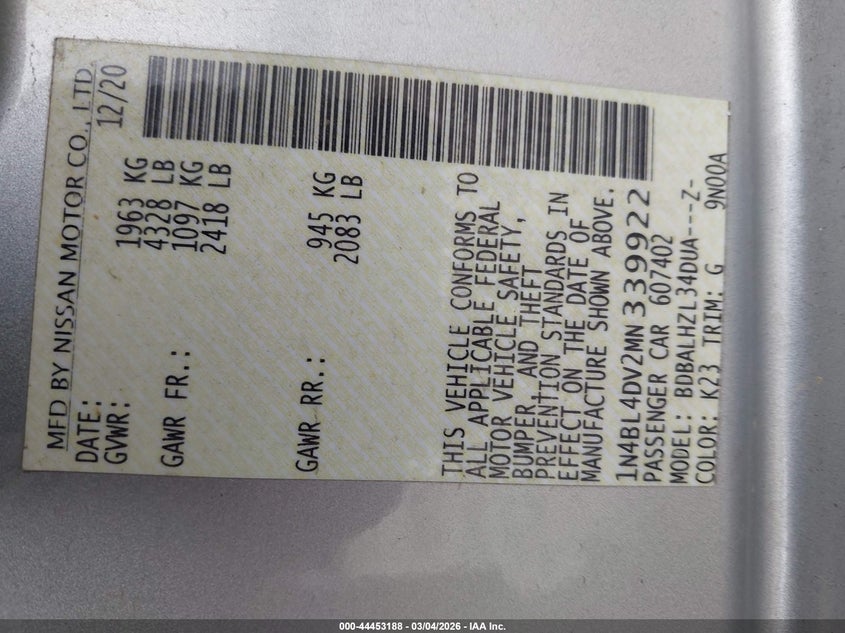 MFD BY NISSAN MOTOR CO., LTD.
DATE: 12/20
GVWR: 1963 KG
4328 LB
GAWR FR.: 1097 KG
2418 LB
GAWR RR.: 945 KG
2083 LB
THIS VEHICLE CONFORMS TO
ALL APPLICABLE FEDERAL
MOTOR VEHICLE SAFETY,
BUMPER, AND THEFT
PREVENTION STANDARDS IN
EFFECT ON THE DATE OF
MANUFACTURE SHOWN ABOVE.
1N4BL4DV2MN339922
PASSENGER CAR 607402
MODEL: BDBALHZL34DUA---Z-
COLOR: K23 TRIM: G 9N00A
000-44453188 - 03/04/2026 - IAA Inc.